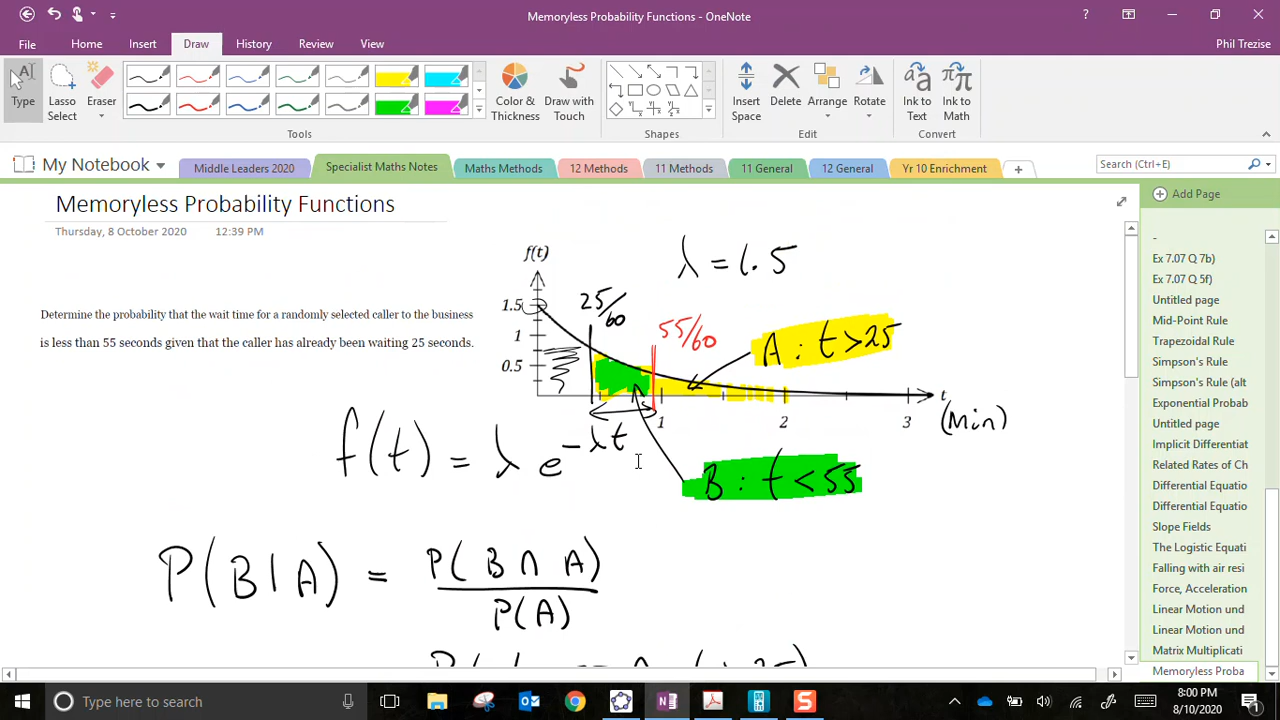 Memoryless Probability Functions - OneNote
?
File
Home
Insert
Draw
History
Review
View
Phil Trezise
Type
Lasso
Select
Eraser
Color &
Thickness
Draw with
Touch
Insert
Space
Delete
Arrange
Rotate
Ink to
Text
Ink to
Math
Tools
Shapes
Edit
Convert
My Notebook
Middle Leaders 2020
Specialist Maths Notes
Maths Methods
12 Methods
11 Methods
11 General
12 General
Yr 10 Enrichment
Search (Ctrl+E)
Add Page
Memoryless Probability Functions
Thursday, 8 October 2020 12:39 PM
Determine the probability that the wait time for a randomly selected caller to the business
is less than 55 seconds given that the caller has already been waiting 25 seconds.
f(t)
λ = 1.5
25/60
1.5
1
0.5
55/60
A : t>25
t
1
2
3
(Min)
f(t) = λ e^-λt
B : t < 55
P(B|A) = P(B ∩ A)
P(A)
-
Ex 7.07 Q 7b)
Ex 7.07 Q 5f)
Untitled page
Mid-Point Rule
Trapezoidal Rule
Simpson's Rule
Simpson's Rule (alt
Exponential Probab
Untitled page
Implicit Differentiat
Related Rates of Ch
Differential Equatio
Differential Equatio
Slope Fields
The Logistic Equati
Falling with air resi
Force, Acceleration
Linear Motion und
Linear Motion und
Matrix Multiplicati
Memoryless Proba
Type here to search
8:00 PM
8/10/2020